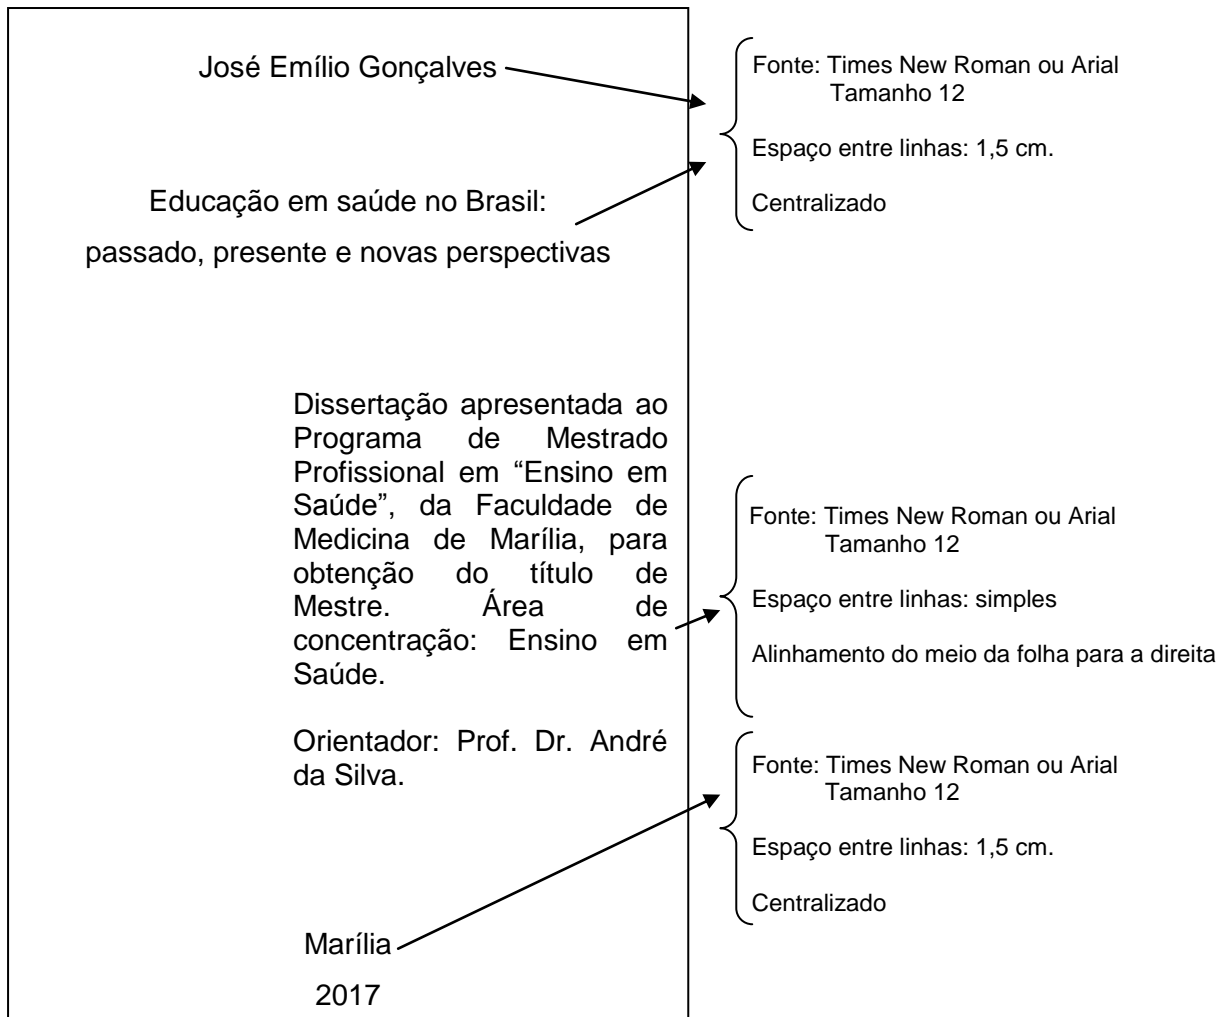 José Emílio Gonçalves
Fonte: Times New Roman ou Arial
Tamanho 12
Espaço entre linhas: 1,5 cm.
Centralizado
Educação em saúde no Brasil:
passado, presente e novas perspectivas
Dissertação apresentada ao
Programa de Mestrado
Profissional em “Ensino em
Saúde”, da Faculdade de
Medicina de Marília, para
obtenção do título de
Mestre. Área de
concentração: Ensino em
Saúde.
Orientador: Prof. Dr. André
da Silva.
Fonte: Times New Roman ou Arial
Tamanho 12
Espaço entre linhas: simples
Alinhamento do meio da folha para a direita
Fonte: Times New Roman ou Arial
Tamanho 12
Espaço entre linhas: 1,5 cm.
Centralizado
Marília
2017